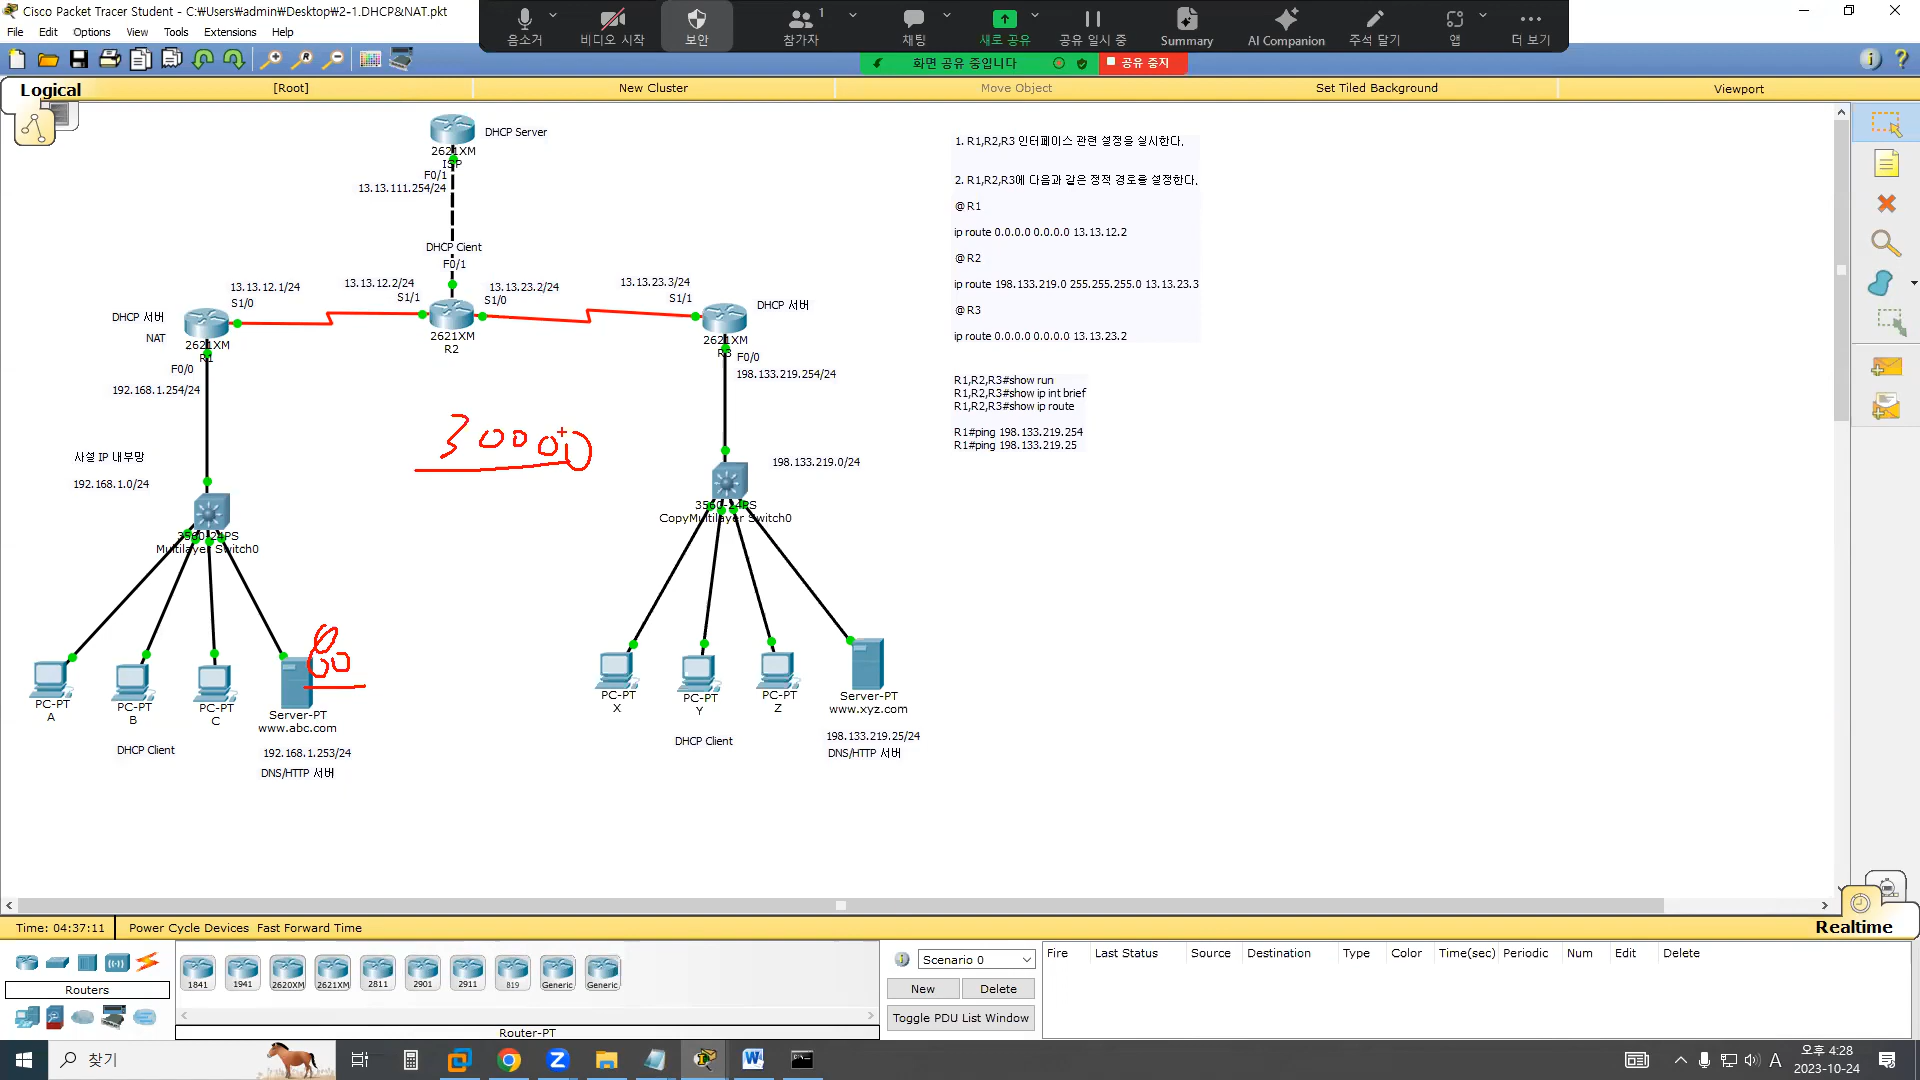 Cisco Packet Tracer Student - C:₩Users₩admin₩Desktop₩2-1.DHCP&NAT.pkt
File Edit Options View Tools Extensions Help
음소거 비디오 시작 보안 참가자 1 채팅 새로 공유 공유 일시 중 Summary AI Companion 주석 달기 앱 더 보기
화면 공유 중입니다 공유 중지
Logical [Root] New Cluster Move Object Set Tiled Background Viewport
DHCP Server
2621XM
ISP
F0/1
13.13.111.254/24
DHCP Cient
F0/1
13.13.12.1/24
S1/0
13.13.12.2/24
S1/1
13.13.23.2/24
S1/0
13.13.23.3/24
S1/1
DHCP 서버
NAT
2621XM
R1
2621XM
R2
DHCP 서버
2621XM
R3
F0/0
192.168.1.254/24
F0/0
198.133.219.254/24
30000
사설 IP 내부망
192.168.1.0/24
198.133.219.0/24
3560-24PS
Multilayer Switch0
3560-24PS
CopyMultilayer Switch0
PC-PT
A
PC-PT
B
PC-PT
C
Server-PT
www.abc.com
DHCP Client
192.168.1.253/24
DNS/HTTP 서버
PC-PT
X
PC-PT
Y
PC-PT
Z
Server-PT
www.xyz.com
DHCP Client
198.133.219.25/24
DNS/HTTP 서버
1. R1,R2,R3 인터페이스 관련 설정을 실시한다.
2. R1,R2,R3에 다음과 같은 정적 경로을 설정한다.
@ R1
ip route 0.0.0.0 0.0.0.0 13.13.12.2
@ R2
ip route 198.133.219.0 255.255.255.0 13.13.23.3
@ R3
ip route 0.0.0.0 0.0.0.0 13.13.23.2
R1,R2,R3#show run
R1,R2,R3#show ip int brief
R1,R2,R3#show ip route
R1#ping 198.133.219.254
R1#ping 198.133.219.25
Time: 04:37:11 Power Cycle Devices Fast Forward Time Realtime
Routers
1841 1941 2620XM 2621XM 2811 2901 2911 819 Generic Generic
Router-PT
Scenario 0
New Delete
Toggle PDU List Window
Fire Last Status Source Destination Type Color Time(sec) Periodic Num Edit Delete
찾기
A
오후 4:28
2023-10-24